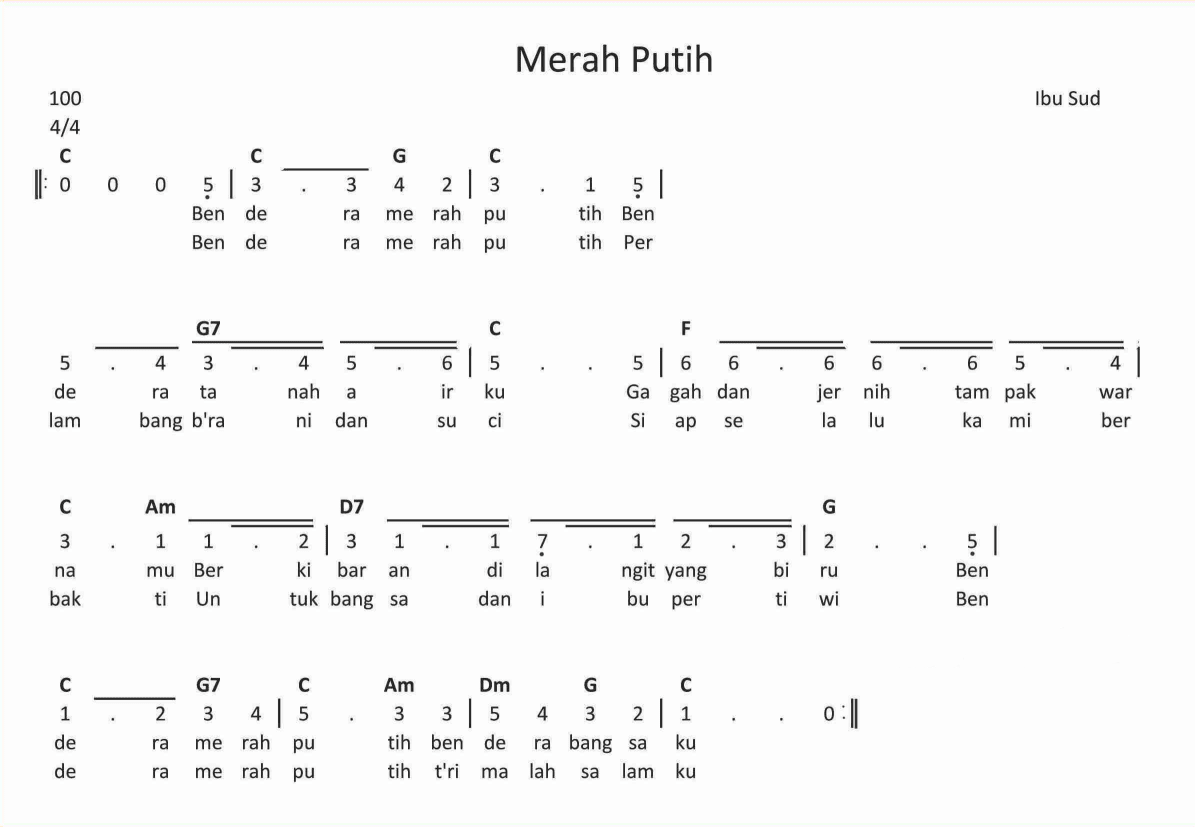 Merah Putih
100
Ibu Sud
4/4
C C G C
‖: 0 0 0 5̣ | 3 . 3 4 2 | 3 . 1 5̣ |
Ben de ra me rah pu tih Ben
Ben de ra me rah pu tih Per
G7 C F
5 . 4 3 . 4 5 . 6 | 5 . . 5 | 6 6 . 6 6 . 6 5 . 4 |
de ra ta nah a ir ku Ga gah dan jer nih tam pak war
lam bang b'ra ni dan su ci Si ap se la lu ka mi ber
C Am D7 G
3 . 1 1 . 2 | 3 1 . 1 7̣ . 1 2 . 3 | 2 . . 5̣ |
na mu Ber ki bar an di la ngit yang bi ru Ben
bak ti Un tuk bang sa dan i bu per ti wi Ben
C G7 C Am Dm G C
1 . 2 3 4 | 5 . 3 3 | 5 4 3 2 | 1 . . 0 :‖
de ra me rah pu tih ben de ra bang sa ku
de ra me rah pu tih t'ri ma lah sa lam ku